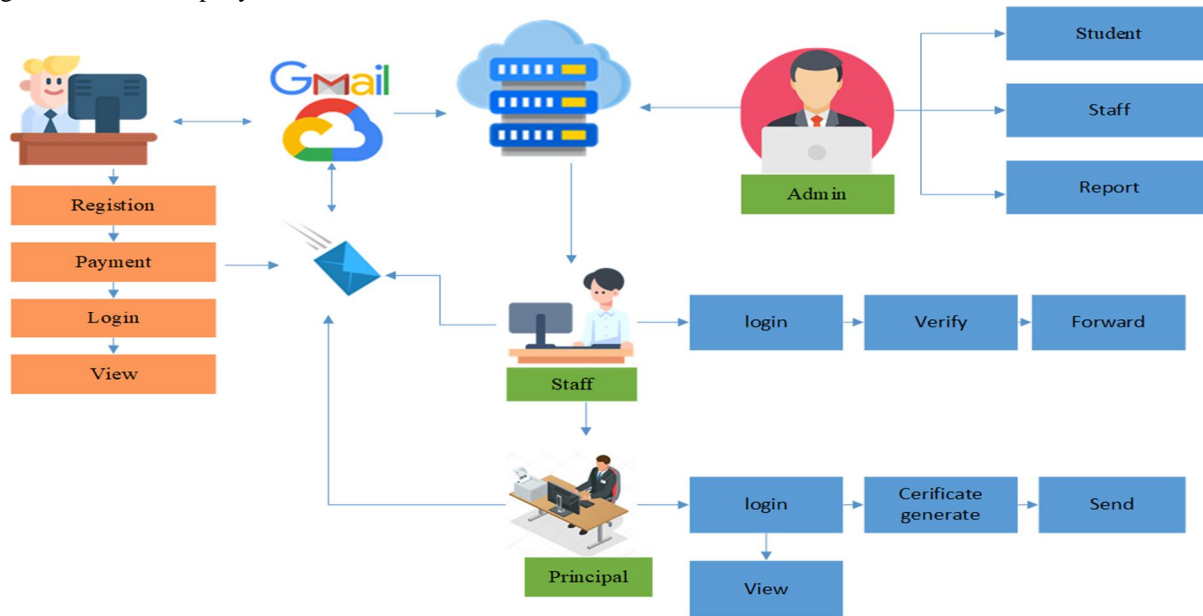 Gmail
Student
Staff
Report
Admin
Registion
Payment
Login
View
login
Verify
Forward
Staff
login
Cerificate
generate
Send
Principal
View